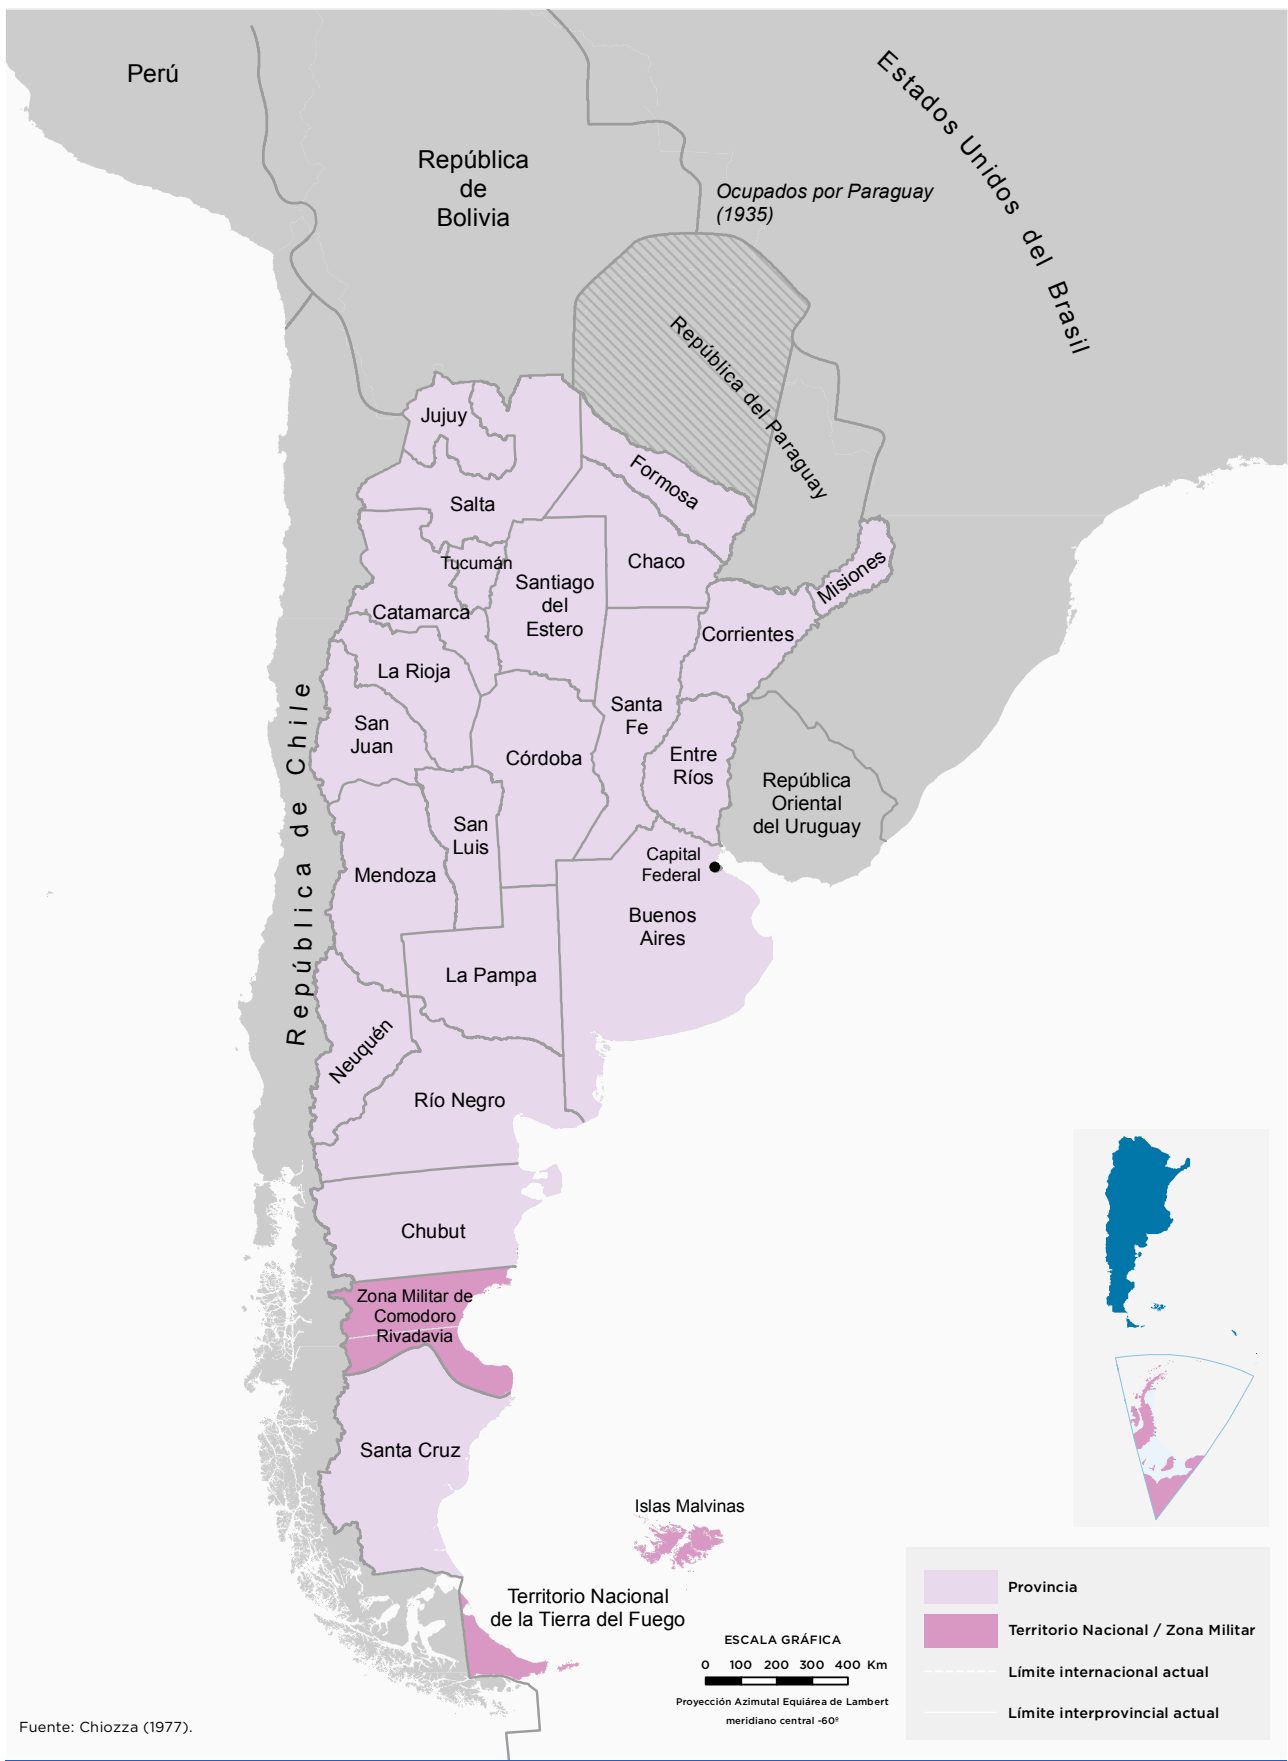 Perú
República
de
Bolivia
Estados Unidos del Brasil
Ocupados por Paraguay
(1935)
República del Paraguay
Jujuy
Salta
Formosa
Chaco
Tucumán
Santiago
del
Estero
Misiones
Catamarca
Corrientes
La Rioja
Santa
Fe
San
Juan
Córdoba
Entre
Ríos
República
Oriental
del Uruguay
República de Chile
San
Luis
Capital
Federal
Mendoza
Buenos
Aires
La Pampa
Neuquén
Río Negro
Chubut
Zona Militar de
Comodoro
Rivadavia
Santa Cruz
Islas Malvinas
Territorio Nacional
de la Tierra del Fuego
ESCALA GRÁFICA
0 100 200 300 400 Km
Proyección Azimutal Equiárea de Lambert
meridiano central -60º
Provincia
Territorio Nacional / Zona Militar
Límite internacional actual
Límite interprovincial actual
Fuente: Chiozza (1977).